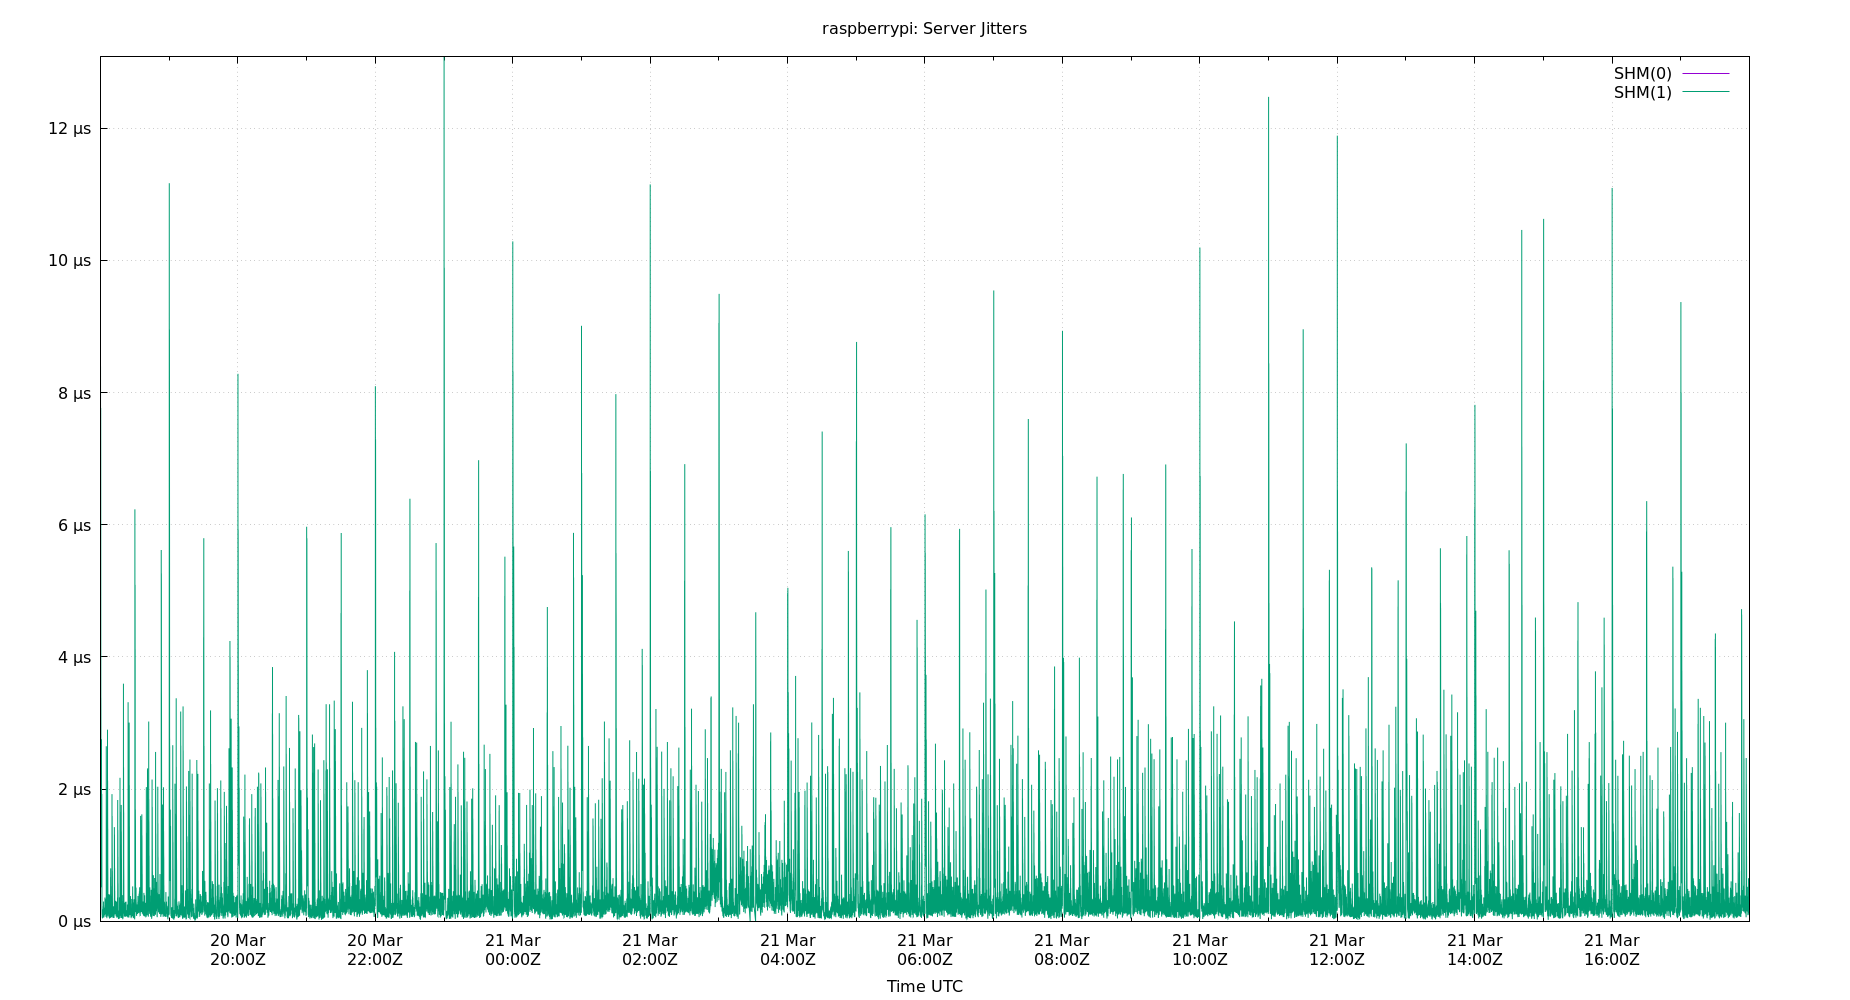 raspberrypi: Server Jitters
SHM(0)
SHM(1)
12 µs
10 µs
8 µs
6 µs
4 µs
2 µs
0 µs
20 Mar 20 Mar 21 Mar 21 Mar 21 Mar 21 Mar 21 Mar 21 Mar 21 Mar 21 Mar 21 Mar
20:00Z 22:00Z 00:00Z 02:00Z 04:00Z 06:00Z 08:00Z 10:00Z 12:00Z 14:00Z 16:00Z
Time UTC